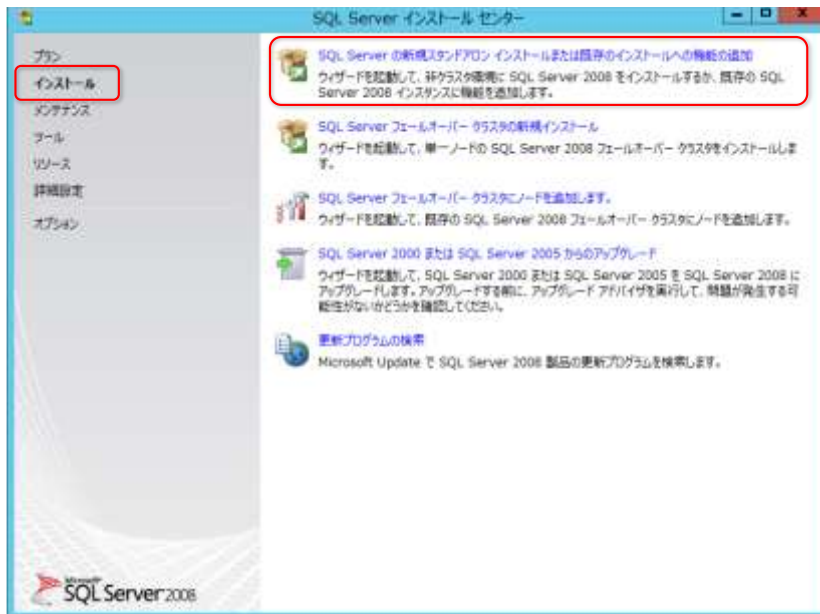 SQL Server インストール センター
プラン
インストール
メンテナンス
ツール
リソース
詳細設定
オプション
SQL Server の新規スタンドアロン インストールまたは既存のインストールへの機能の追加
ウィザードを起動して、非クラスタ環境に SQL Server 2008 をインストールするか、既存の SQL
Server 2008 インスタンスに機能を追加します。
SQL Server フェールオーバー クラスタの新規インストール
ウィザードを起動して、単一ノードの SQL Server 2008 フェールオーバー クラスタをインストールしま
す。
SQL Server フェールオーバー クラスタにノードを追加します。
ウィザードを起動して、既存の SQL Server 2008 フェールオーバー クラスタにノードを追加します。
SQL Server 2000 または SQL Server 2005 からのアップグレード
ウィザードを起動して、SQL Server 2000 または SQL Server 2005 を SQL Server 2008 に
アップグレードします。アップグレードする前に、アップグレード アドバイザを実行して、問題が発生する可
能性がないかどうかを確認してください。
更新プログラムの検索
Microsoft Update で SQL Server 2008 製品の更新プログラムを検索します。
Microsoft
SQL Server 2008